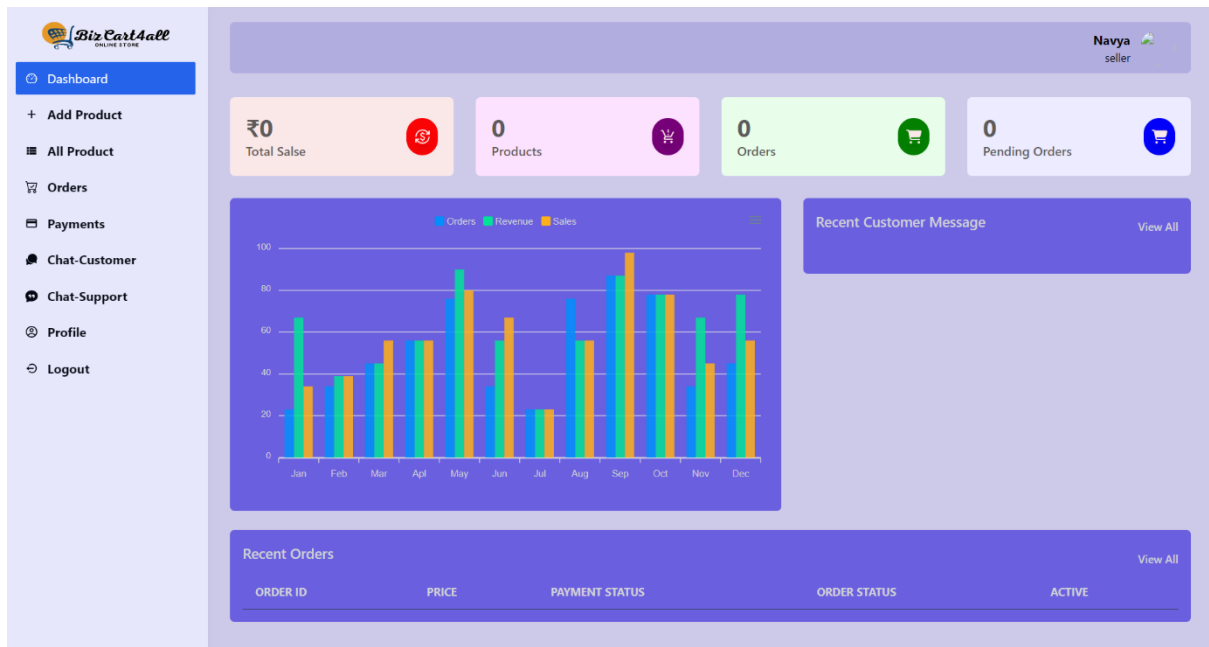 BizCart4all
ONLINE STORE
Dashboard
Add Product
All Product
Orders
Payments
Chat-Customer
Chat-Support
Profile
Logout
Navya
seller
₹0
Total Salse
0
Products
0
Orders
0
Pending Orders
Orders Revenue Sales
100
80
60
40
20
0
Jan Feb Mar Apl May Jun Jul Aug Sep Oct Nov Dec
Recent Customer Message View All
Recent Orders View All
ORDER ID PRICE PAYMENT STATUS ORDER STATUS ACTIVE